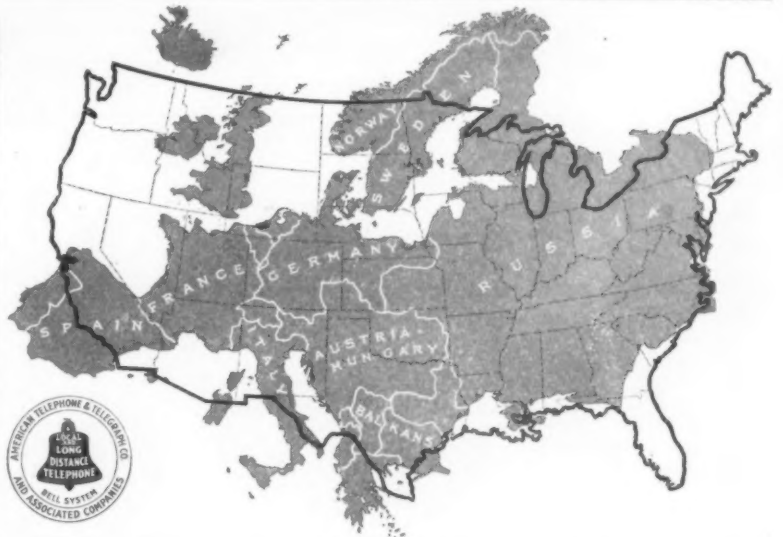 NORWAY
SWEDEN
RUSSIA
GERMANY
FRANCE
SPAIN
ITALY
AUSTRIA-
HUNGARY
BALKANS
AMERICAN TELEPHONE & TELEGRAPH CO
LOCAL
AND
LONG
DISTANCE
TELEPHONE
BELL SYSTEM
AND ASSOCIATED COMPANIES